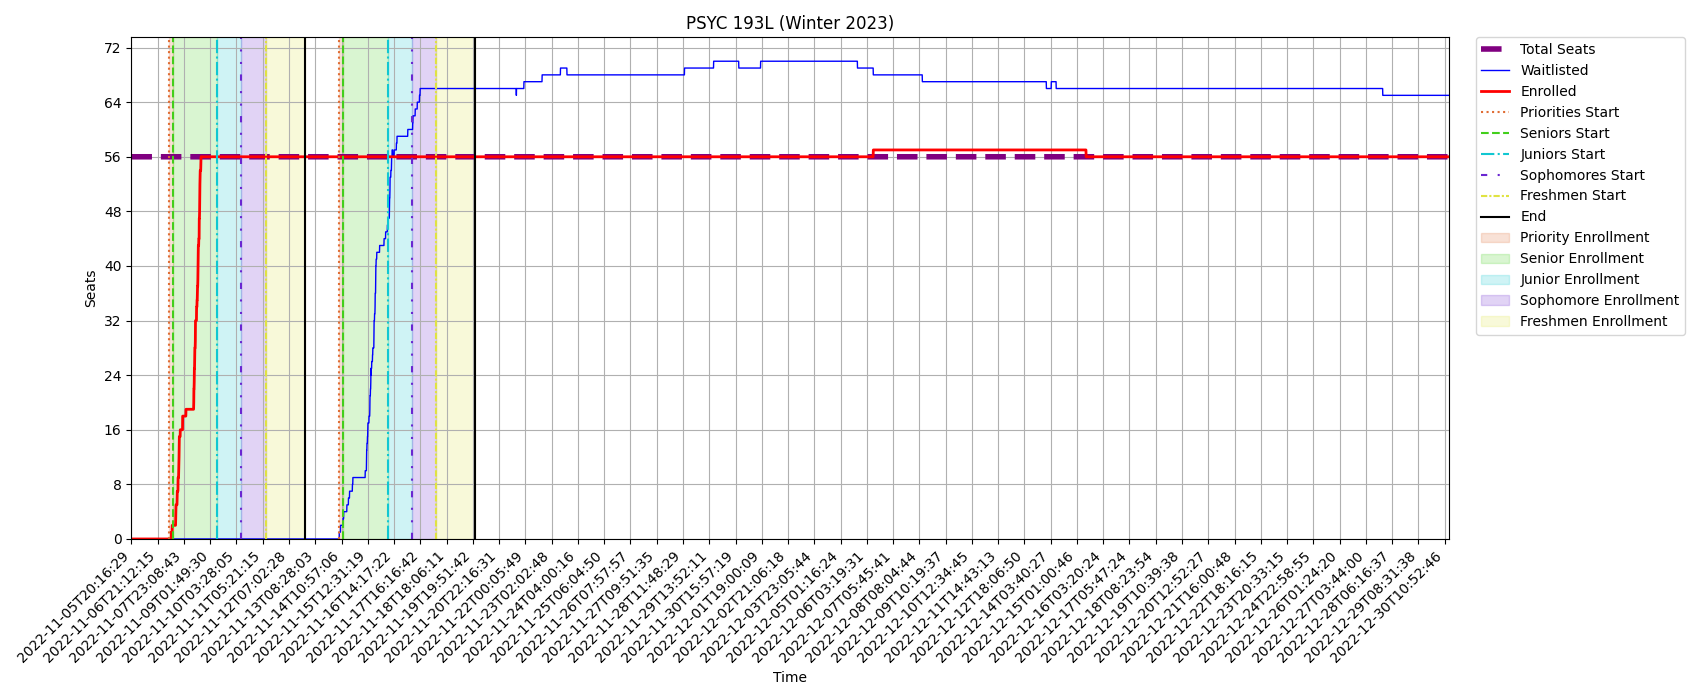 PSYC 193L (Winter 2023)
72
64
56
48
40
32
24
16
8
0
Seats
2022-11-05T20:16:29
2022-11-06T21:12:15
2022-11-07T23:08:43
2022-11-09T01:49:30
2022-11-10T03:28:05
2022-11-11T05:21:15
2022-11-12T07:02:28
2022-11-13T08:28:03
2022-11-14T10:57:06
2022-11-15T12:31:19
2022-11-16T14:17:22
2022-11-17T16:16:42
2022-11-18T18:06:11
2022-11-19T19:51:42
2022-11-20T22:16:31
2022-11-22T00:05:49
2022-11-23T02:02:48
2022-11-24T04:00:16
2022-11-25T06:04:50
2022-11-26T07:57:57
2022-11-27T09:51:35
2022-11-28T11:48:29
2022-11-29T13:52:11
2022-11-30T15:57:19
2022-12-01T19:00:09
2022-12-02T21:06:18
2022-12-03T23:05:44
2022-12-05T01:16:24
2022-12-06T03:19:31
2022-12-07T05:45:41
2022-12-08T08:04:44
2022-12-09T10:19:37
2022-12-10T12:34:45
2022-12-11T14:43:13
2022-12-12T18:06:50
2022-12-14T03:40:27
2022-12-15T01:00:46
2022-12-16T03:20:24
2022-12-17T05:47:24
2022-12-18T08:23:54
2022-12-19T10:39:38
2022-12-20T12:52:27
2022-12-21T16:00:48
2022-12-22T18:16:15
2022-12-23T20:33:15
2022-12-24T22:58:55
2022-12-26T01:24:20
2022-12-27T03:44:00
2022-12-28T06:16:37
2022-12-29T08:31:38
2022-12-30T10:52:46
Time
Total Seats
Waitlisted
Enrolled
Priorities Start
Seniors Start
Juniors Start
Sophomores Start
Freshmen Start
End
Priority Enrollment
Senior Enrollment
Junior Enrollment
Sophomore Enrollment
Freshmen Enrollment